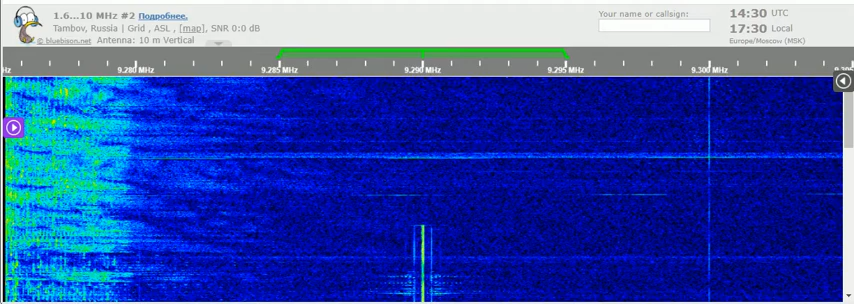 1.6...10 MHz #2 Подробнее.
Tambov, Russia | Grid , ASL , [map], SNR 0:0 dB
© bluebison.net Antenna: 10 m Vertical
Your name or callsign:
14:30 UTC
17:30 Local
Europe/Moscow (MSK)
Hz 9.280 MHz 9.285 MHz 9.290 MHz 9.295 MHz 9.300 MHz